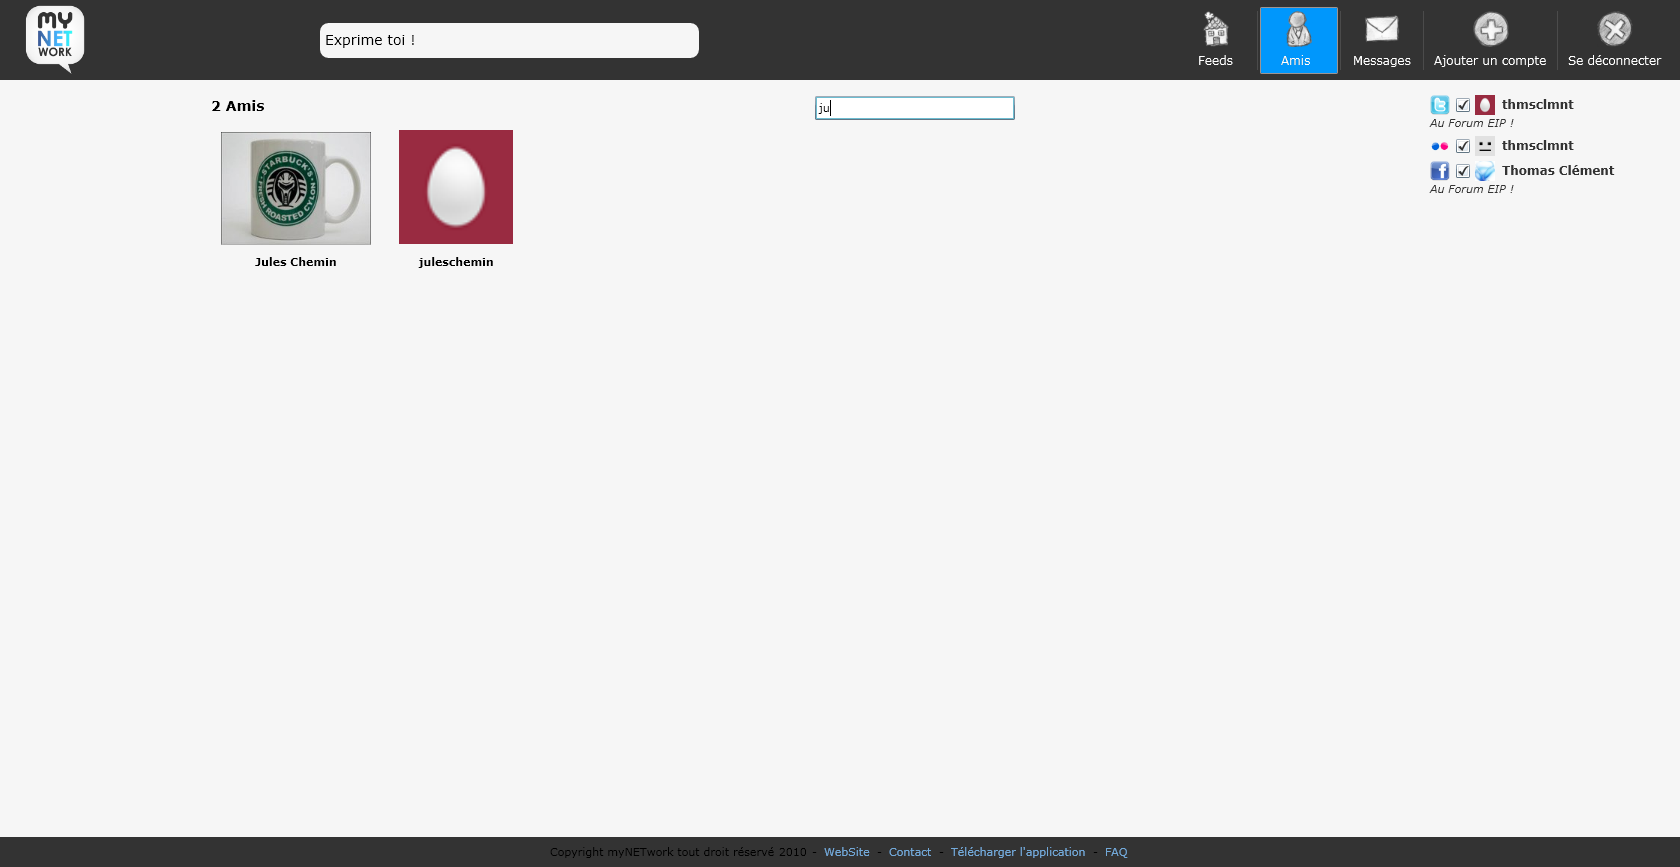 my
NET
WORK
Exprime toi !
Feeds
Amis
Messages
Ajouter un compte
Se déconnecter
2 Amis
ju
STARBUCK'S
FRESH ROASTED CYLON
Jules Chemin
juleschemin
thmsclmnt
Au Forum EIP !
thmsclmnt
Thomas Clément
Au Forum EIP !
Copyright myNETwork tout droit réservé 2010 - WebSite - Contact - Télécharger l'application - FAQ